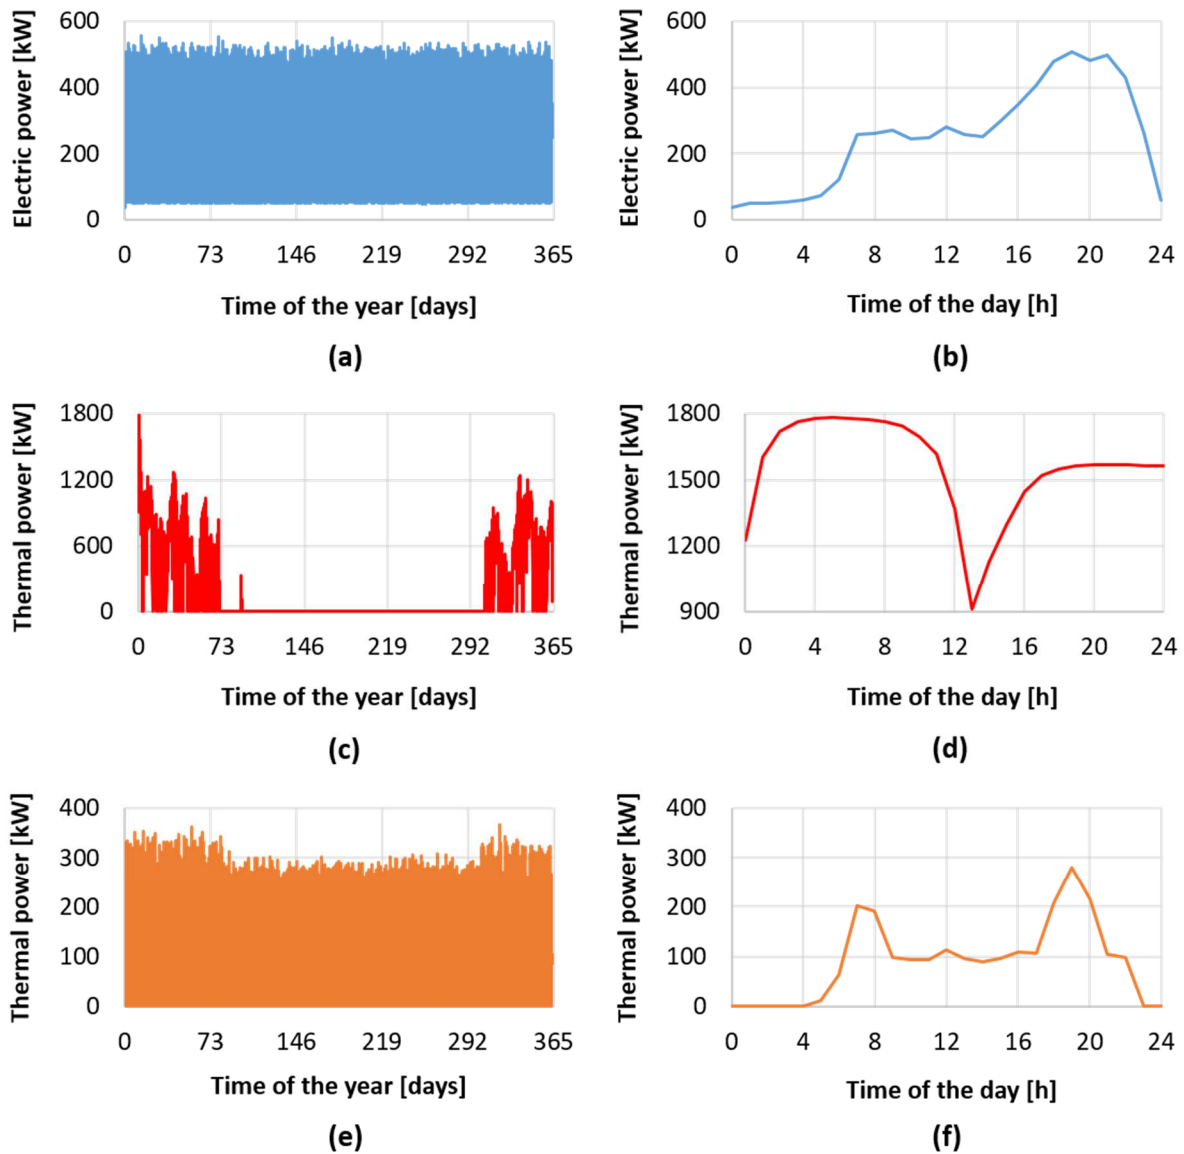 Electric power [kW]
600
400
200
0
0 73 146 219 292 365
Time of the year [days]
(a)
Electric power [kW]
600
400
200
0
0 4 8 12 16 20 24
Time of the day [h]
(b)
Thermal power [kW]
1800
1200
600
0
0 73 146 219 292 365
Time of the year [days]
(c)
Thermal power [kW]
1800
1500
1200
900
0 4 8 12 16 20 24
Time of the day [h]
(d)
Thermal power [kW]
400
300
200
100
0
0 73 146 219 292 365
Time of the year [days]
(e)
Thermal power [kW]
400
300
200
100
0
0 4 8 12 16 20 24
Time of the day [h]
(f)